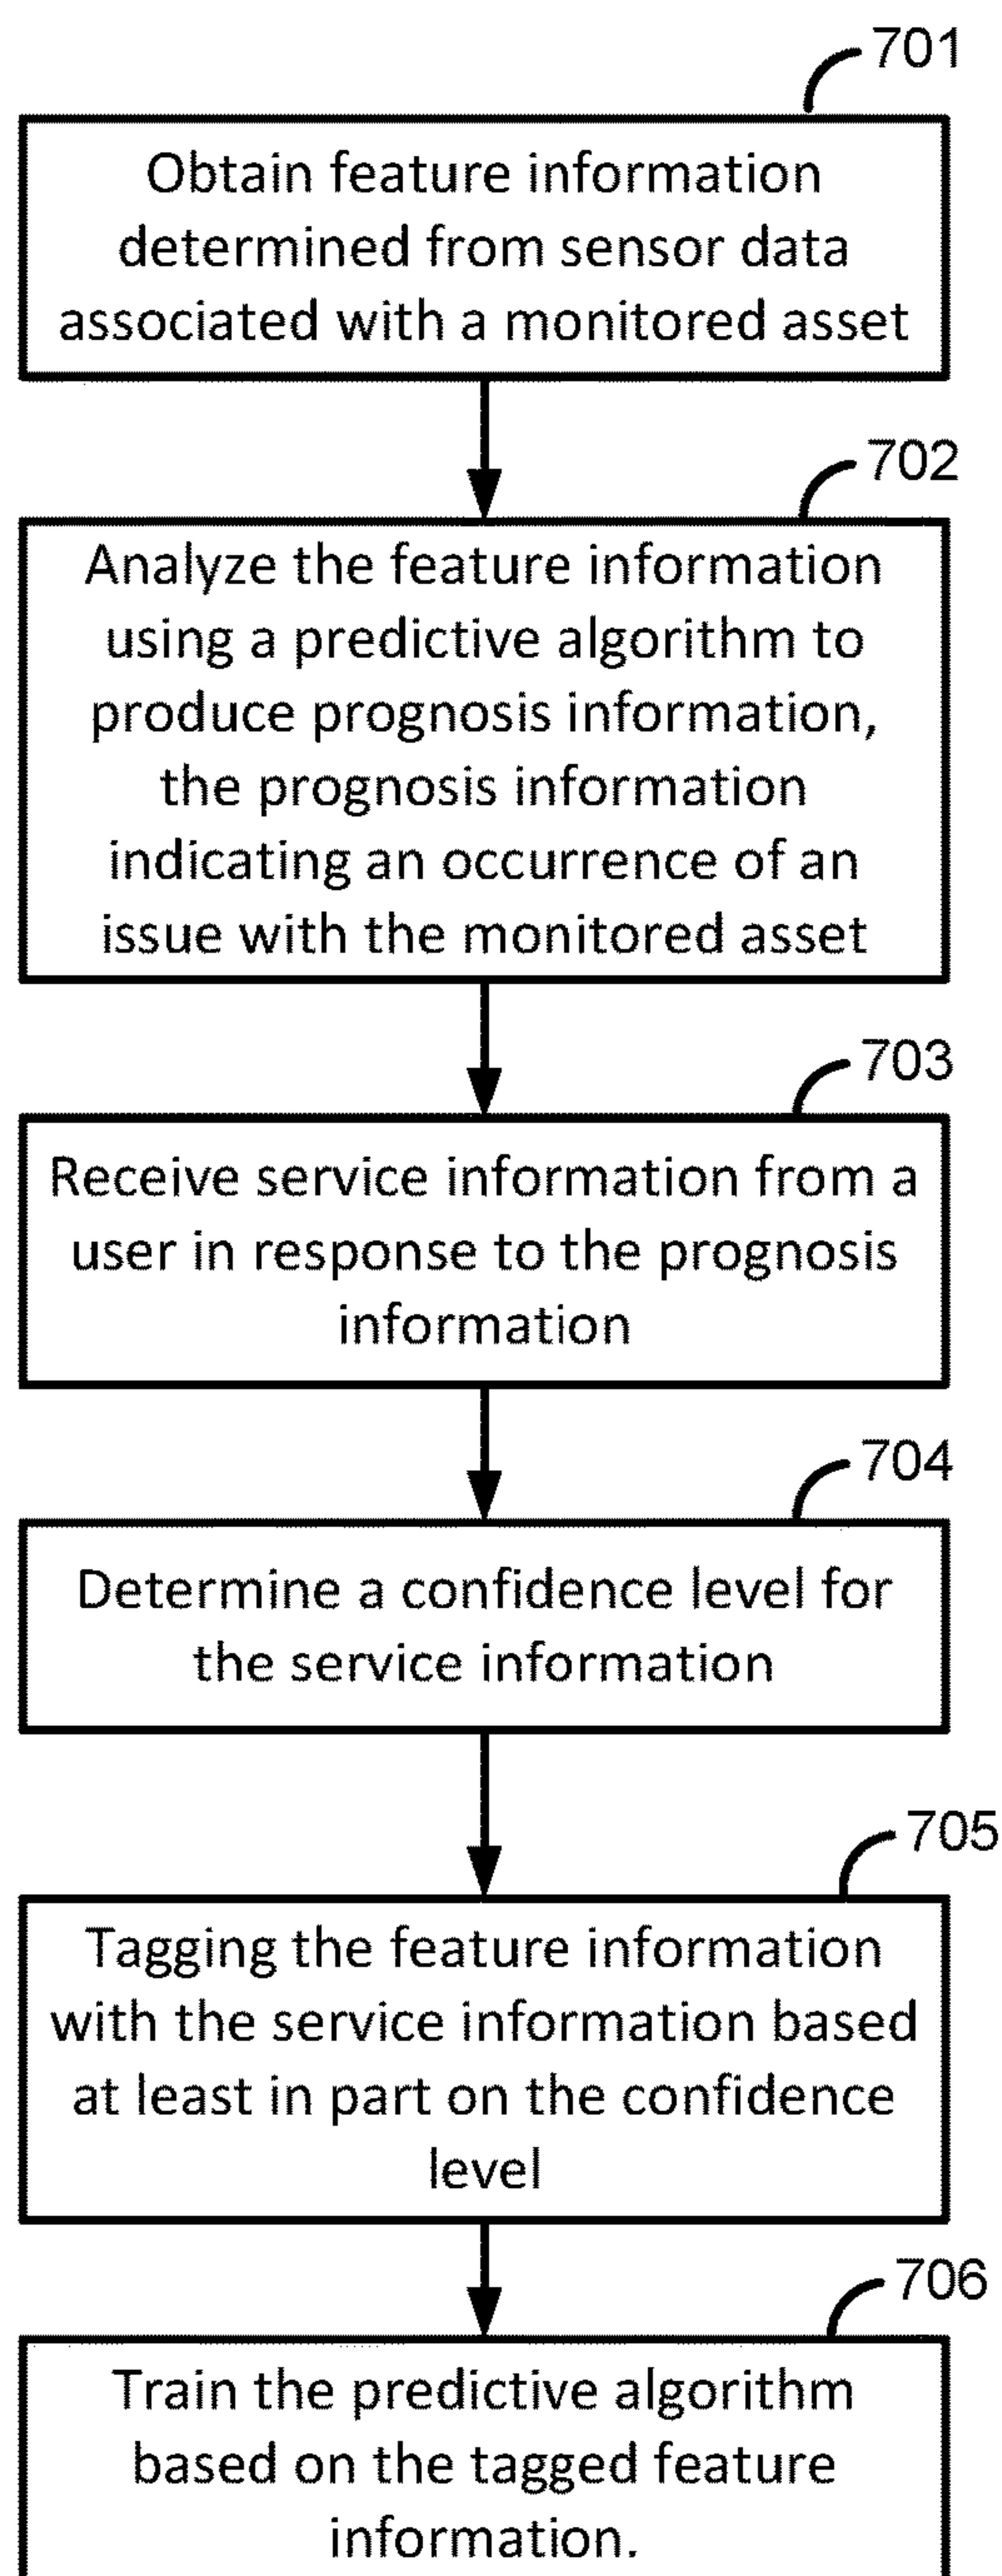 701
Obtain feature information
determined from sensor data
associated with a monitored asset
702
Analyze the feature information
using a predictive algorithm to
produce prognosis information,
the prognosis information
indicating an occurrence of an
issue with the monitored asset
703
Receive service information from a
user in response to the prognosis
information
704
Determine a confidence level for
the service information
705
Tagging the feature information
with the service information based
at least in part on the confidence
level
706
Train the predictive algorithm
based on the tagged feature
information.